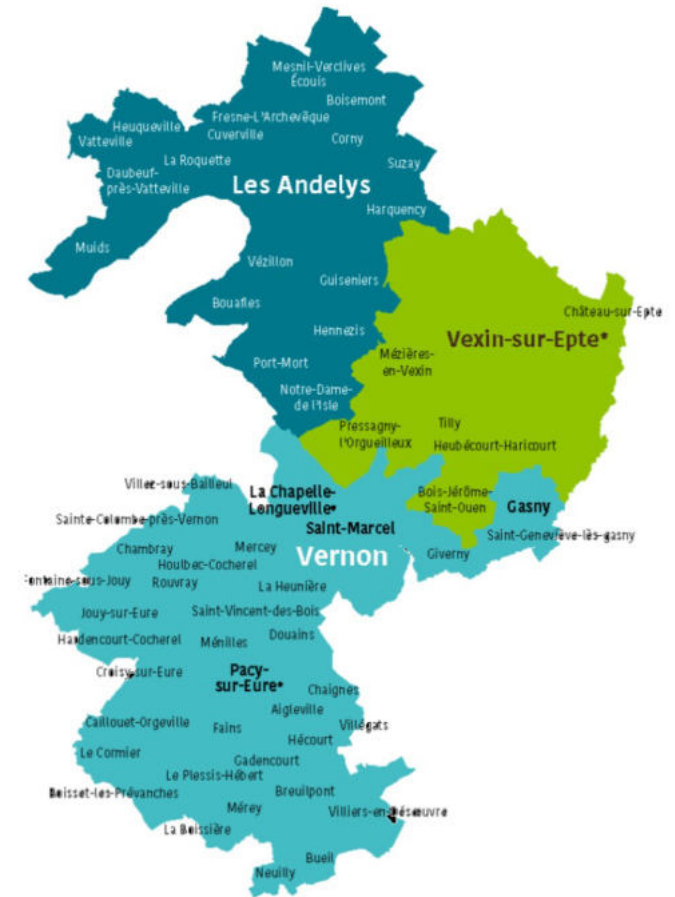 Mesnil-Verclives
Écouis
Boisemont
Fresne-L'Archevêque
Heuqueville
Cuverville
Corny
Vatteville
La Roquette
Suzay
Daubeuf-
près-Vatteville
Les Andelys
Harquency
Muids
Vézillon
Guiseniers
Bouafles
Château-sur-Epte
Hennezis
Vexin-sur-Epte*
Mézières-
en-Vexin
Port-Mort
Notre-Dame-
de l'Isle
Pressagny-
l'Orgueilleux
Tilly
Heubécourt-Haricourt
Villez-sous-Bailleul
La Chapelle-
Longueville*
Bois-Jérôme-
Saint-Ouen
Gasny
Sainte-Colombe-près-Vernon
Saint-Marcel
Saint-Geneviève-lès-gasny
Chambray
Mercey
Vernon
Giverny
Houlbec-Cocherel
Fontaine-sous-Jouy
Rouvray
La Heunière
Jouy-sur-Eure
Saint-Vincent-des-Bois
Hardencourt-Cocherel
Ménilles
Douains
Croisy-sur-Eure
Pacy-
sur-Eure*
Chaignes
Aigleville
Caillouet-Orgeville
Fains
Villégats
Hécourt
Le Cormier
Gadencourt
Le Plessis-Hébert
Boisset-les-Prévanches
Breuilpont
Mérey
Villiers-en-Désœuvre
La Boissière
Bueil
Neuilly